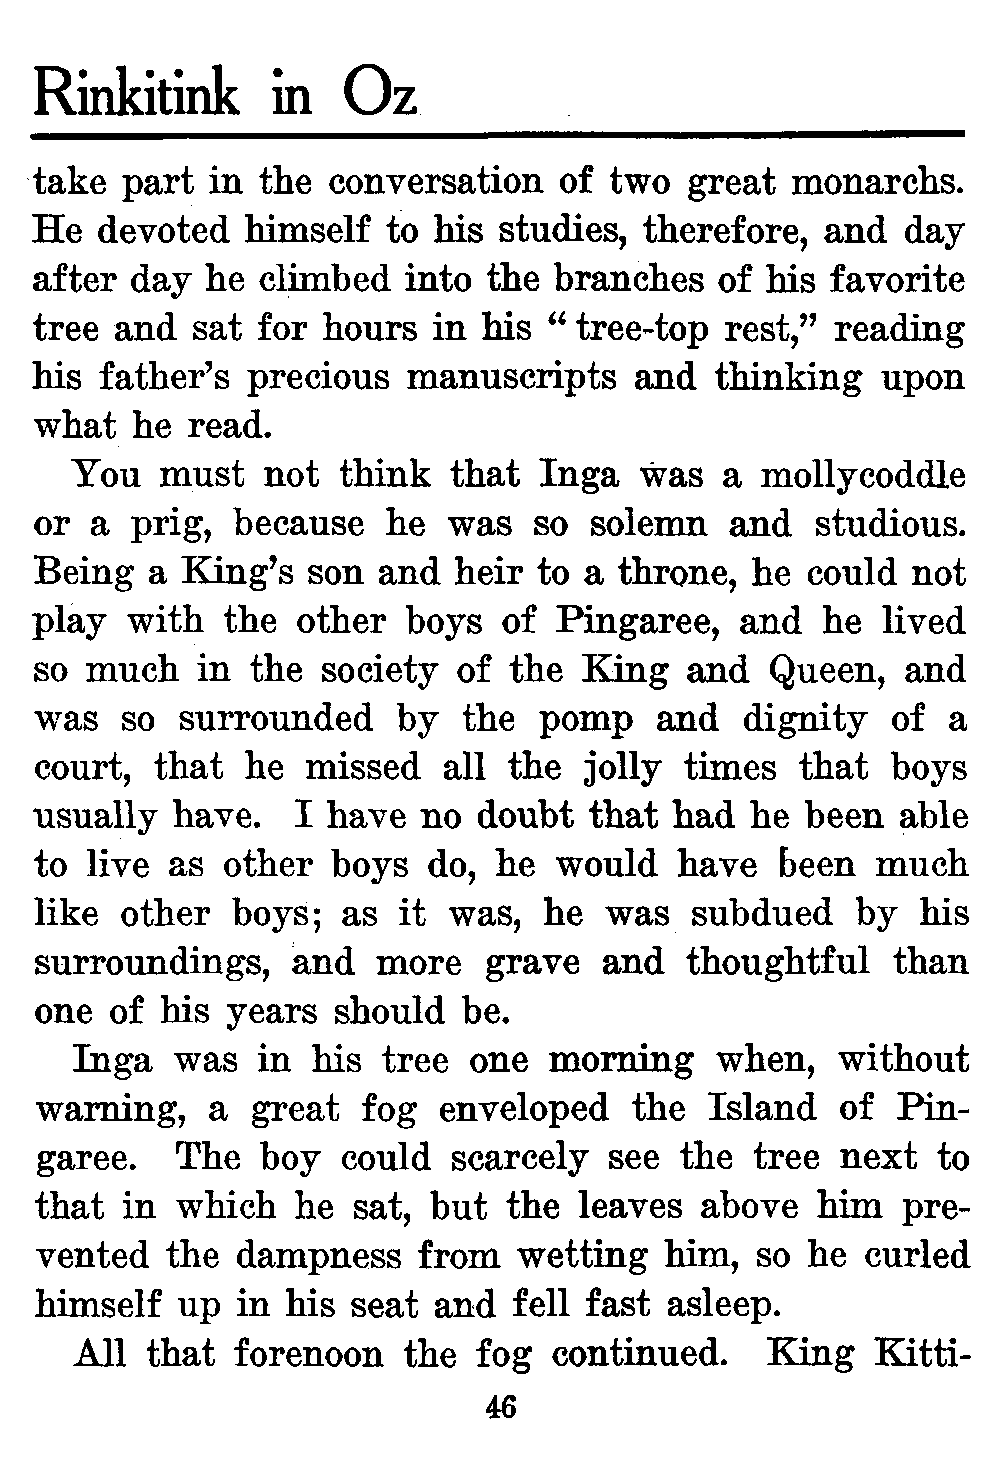 Rinkitink in Oz
take part in the conversation of two great monarchs.
He devoted himself to his studies, therefore, and day
after day he climbed into the branches of his favorite
tree and sat for hours in his “ tree-top rest,” reading
his father’s precious manuscripts and thinking upon
what he read.
You must not think that Inga was a mollycoddle
or a prig, because he was so solemn and studious.
Being a King’s son and heir to a throne, he could not
play with the other boys of Pingaree, and he lived
so much in the society of the King and Queen, and
was so surrounded by the pomp and dignity of a
court, that he missed all the jolly times that boys
usually have. I have no doubt that had he been able
to live as other boys do, he would have been much
like other boys; as it was, he was subdued by his
surroundings, and more grave and thoughtful than
one of his years should be.
Inga was in his tree one morning when, without
warning, a great fog enveloped the Island of Pin-
garee. The boy could scarcely see the tree next to
that in which he sat, but the leaves above him pre-
vented the dampness from wetting him, so he curled
himself up in his seat and fell fast asleep.
All that forenoon the fog continued. King Kitti-
46